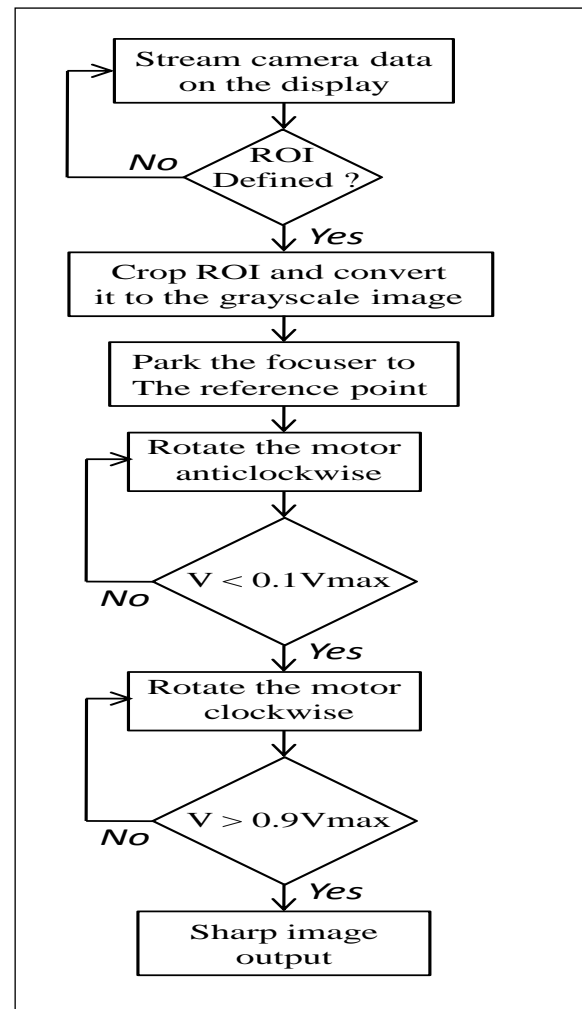 Stream camera data
on the display
ROI
Defined ?
No
Yes
Crop ROI and convert
it to the grayscale image
Park the focuser to
The reference point
Rotate the motor
anticlockwise
V < 0.1Vmax
No
Yes
Rotate the motor
clockwise
V > 0.9Vmax
No
Yes
Sharp image
output